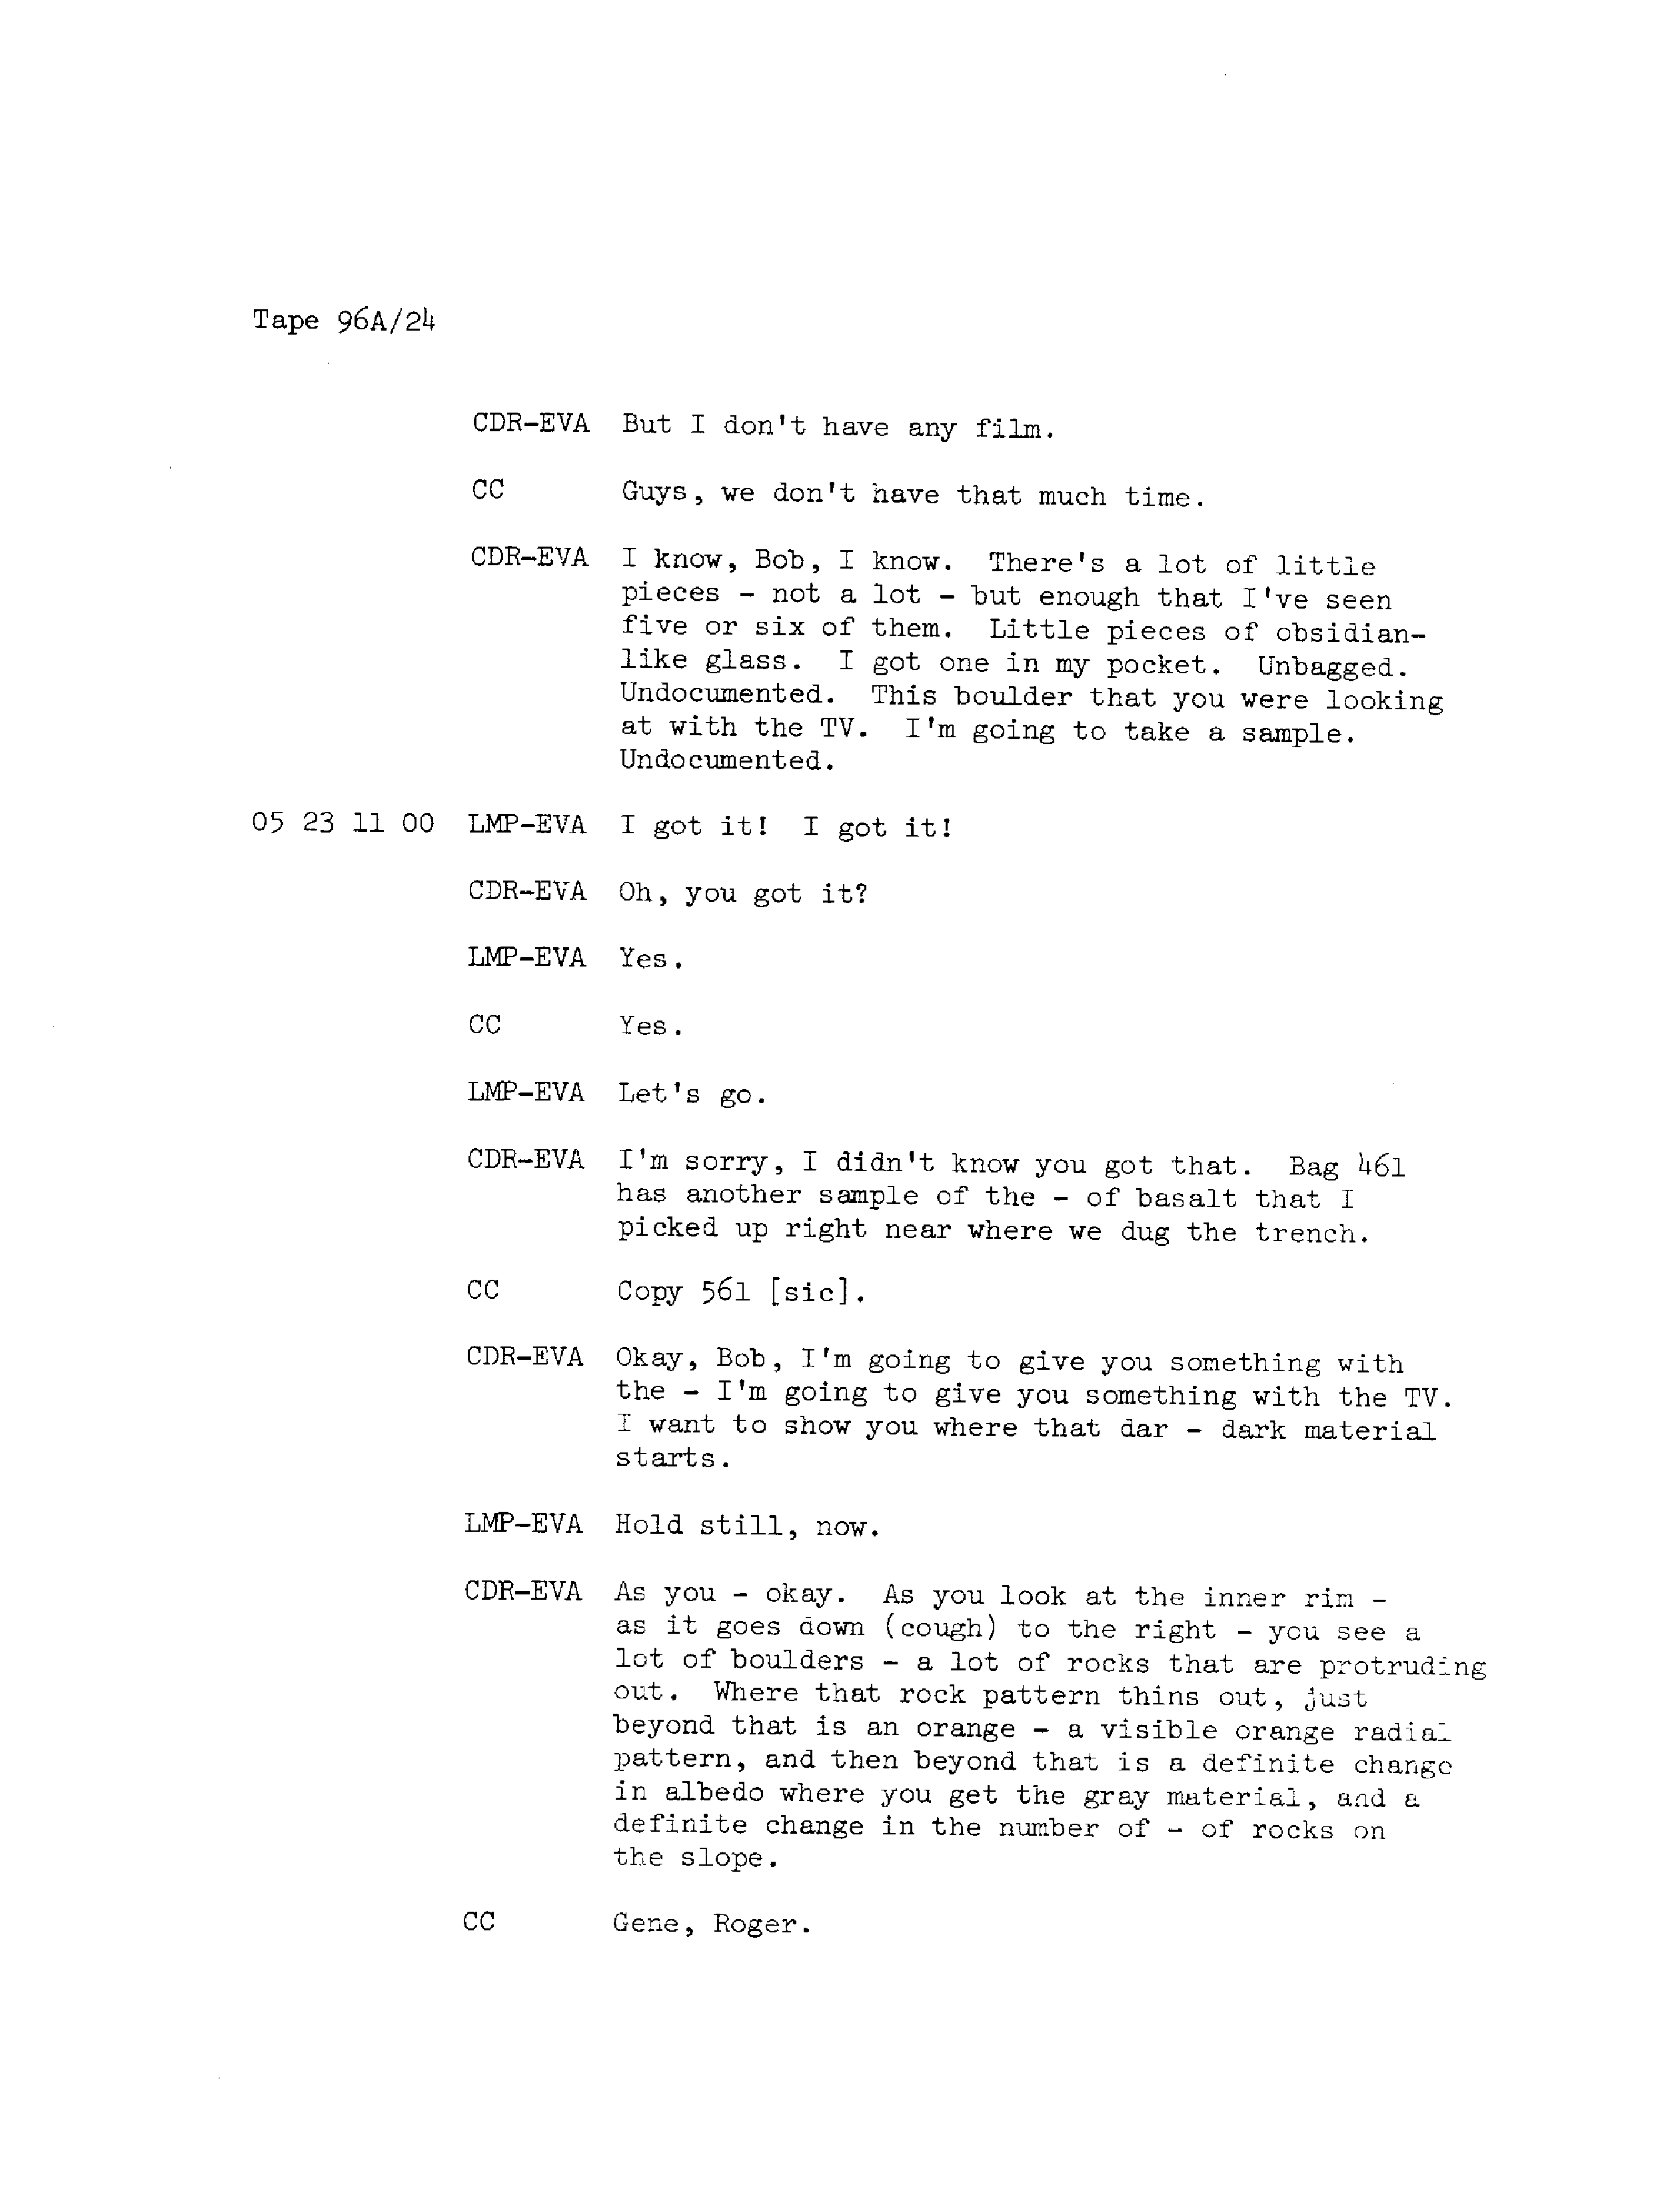 Tape 96A/24
CDR-EVA But I don't have any film.
CC Guys, we don't have that much time.
CDR-EVA I know, Bob, I know. There's a lot of little
pieces - not a lot - but enough that I've seen
five or six of them. Little pieces of obsidian-
like glass. I got one in my pocket. Unbagged.
Undocumented. This boulder that you were looking
at with the TV. I'm going to take a sample.
Undocumented.
05 23 11 00 LMP-EVA I got it! I got it!
CDR-EVA Oh, you got it?
LMP-EVA Yes.
CC Yes.
LMP-EVA Let's go.
CDR-EVA I'm sorry, I didn't know you got that. Bag 461
has another sample of the - of basalt that I
picked up right near where we dug the trench.
CC Copy 561 [sic].
CDR-EVA Okay, Bob, I'm going to give you something with
the - I'm going to give you something with the TV.
I want to show you where that dar - dark material
starts.
LMP-EVA Hold still, now.
CDR-EVA As you - okay. As you look at the inner rim -
as it goes down (cough) to the right - you see a
lot of boulders - a lot of rocks that are protruding
out. Where that rock pattern thins out, just
beyond that is an orange - a visible orange radial
pattern, and then beyond that is a definite change
in albedo where you get the gray material, and a
definite change in the number of - of rocks on
the slope.
CC Gene, Roger.